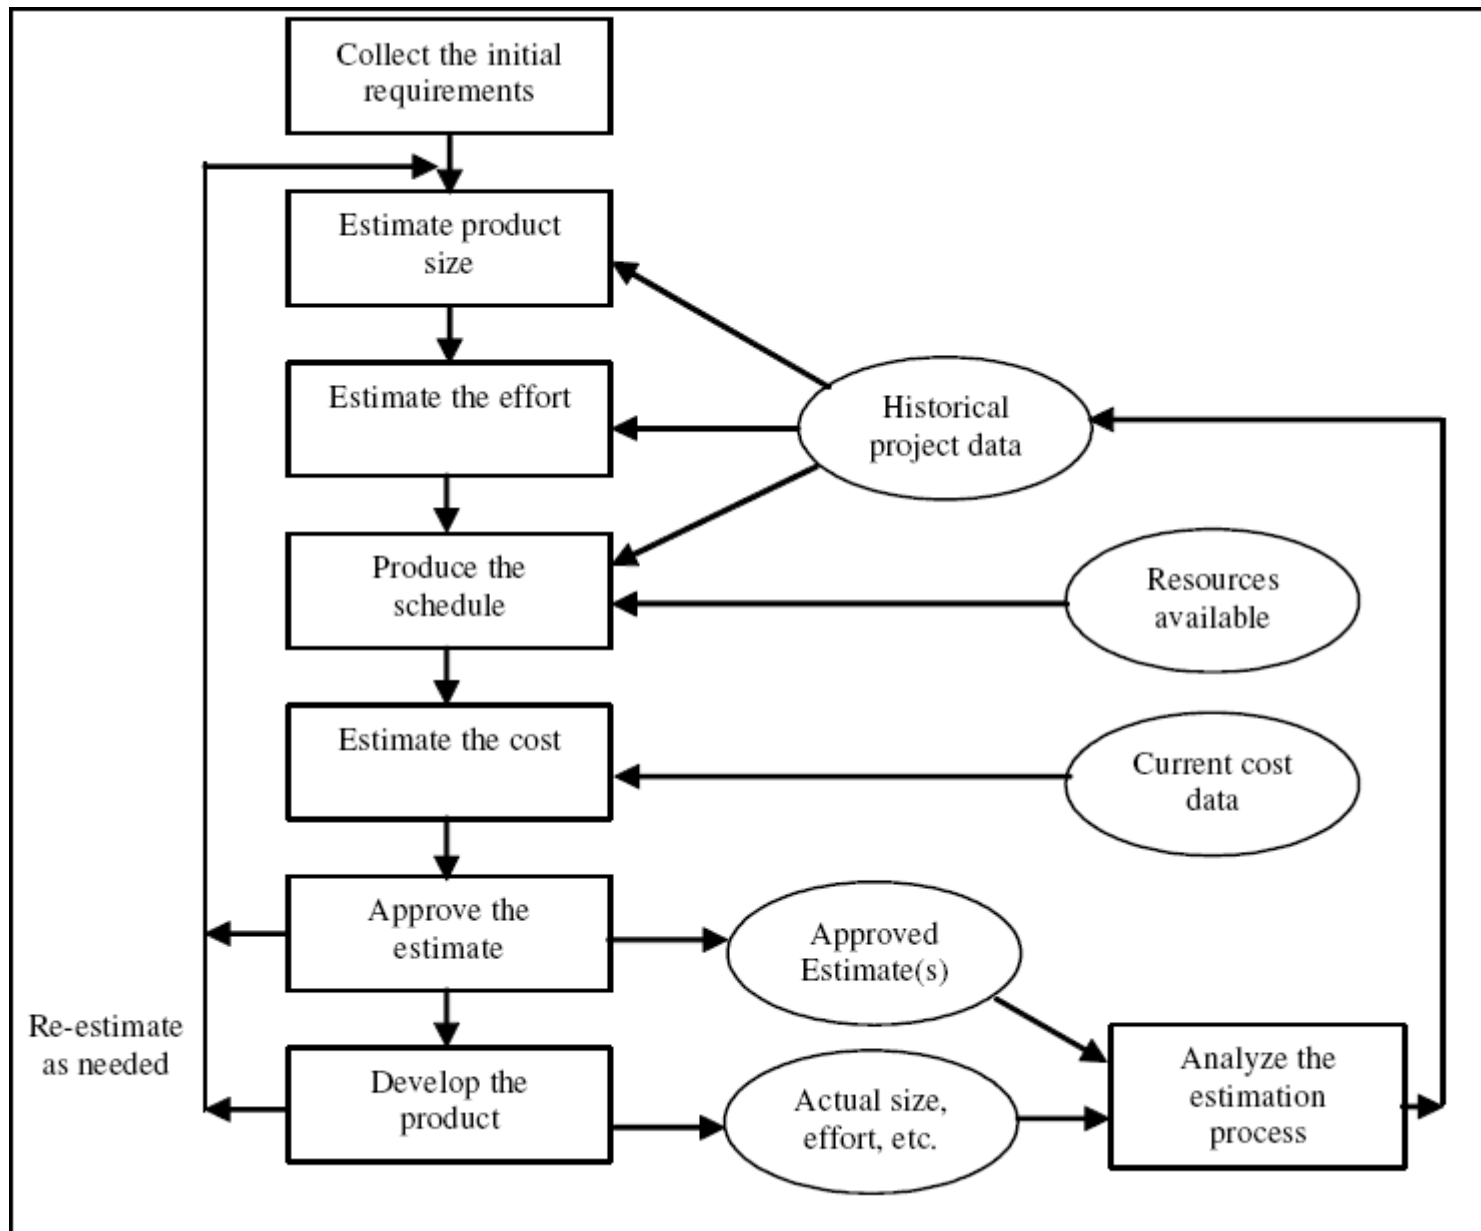 Collect the initial
requirements
Estimate product
size
Estimate the effort
Historical
project data
Produce the
schedule
Resources
available
Estimate the cost
Current cost
data
Approve the
estimate
Approved
Estimate(s)
Re-estimate
as needed
Develop the
product
Actual size,
effort, etc.
Analyze the
estimation
process